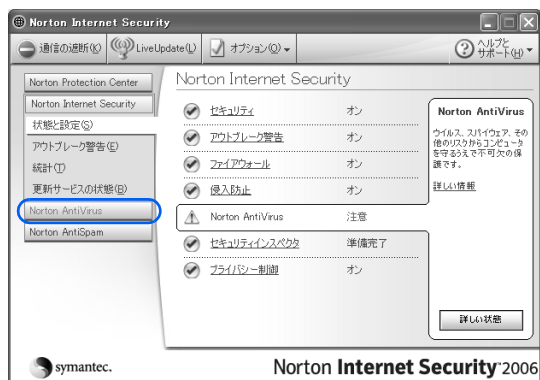 Norton Internet Security
通信の遮断(K)
LiveUpdate(L)
オプション(O)
ヘルプと
サポート(H)
Norton Protection Center
Norton Internet Security
状態と設定(S)
アウトブレーク警告(E)
統計(T)
更新サービスの状態(B)
Norton AntiVirus
Norton AntiSpam
Norton Internet Security
セキュリティ オン
アウトブレーク警告 オン
ファイアウォール オン
侵入防止 オン
Norton AntiVirus 注意
セキュリティインスペクタ 準備完了
プライバシー制御 オン
Norton AntiVirus
ウイルス、スパイウェア、その
他のリスクからコンピュータ
を守るうえで不可欠の保
護です。
詳しい情報
詳しい状態
symantec.
Norton Internet Security 2006